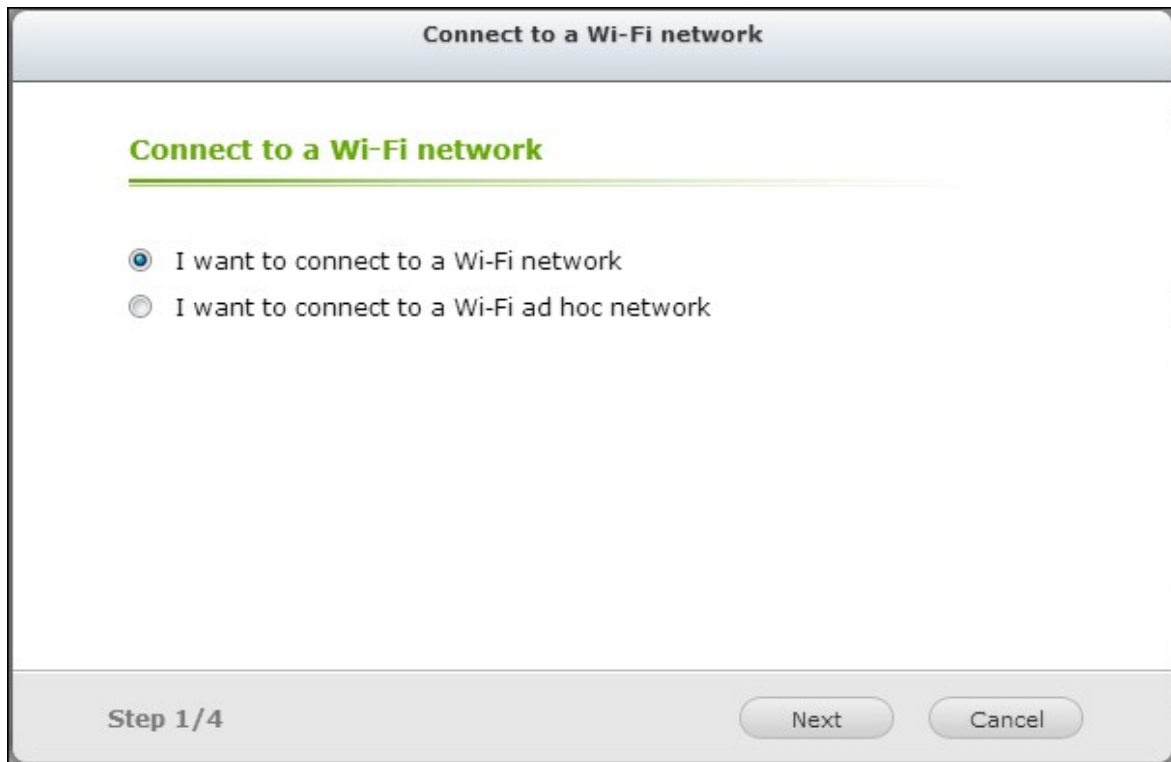 Connect to a Wi-Fi network
Connect to a Wi-Fi network
I want to connect to a Wi-Fi network
I want to connect to a Wi-Fi ad hoc network
Step 1/4 Next Cancel